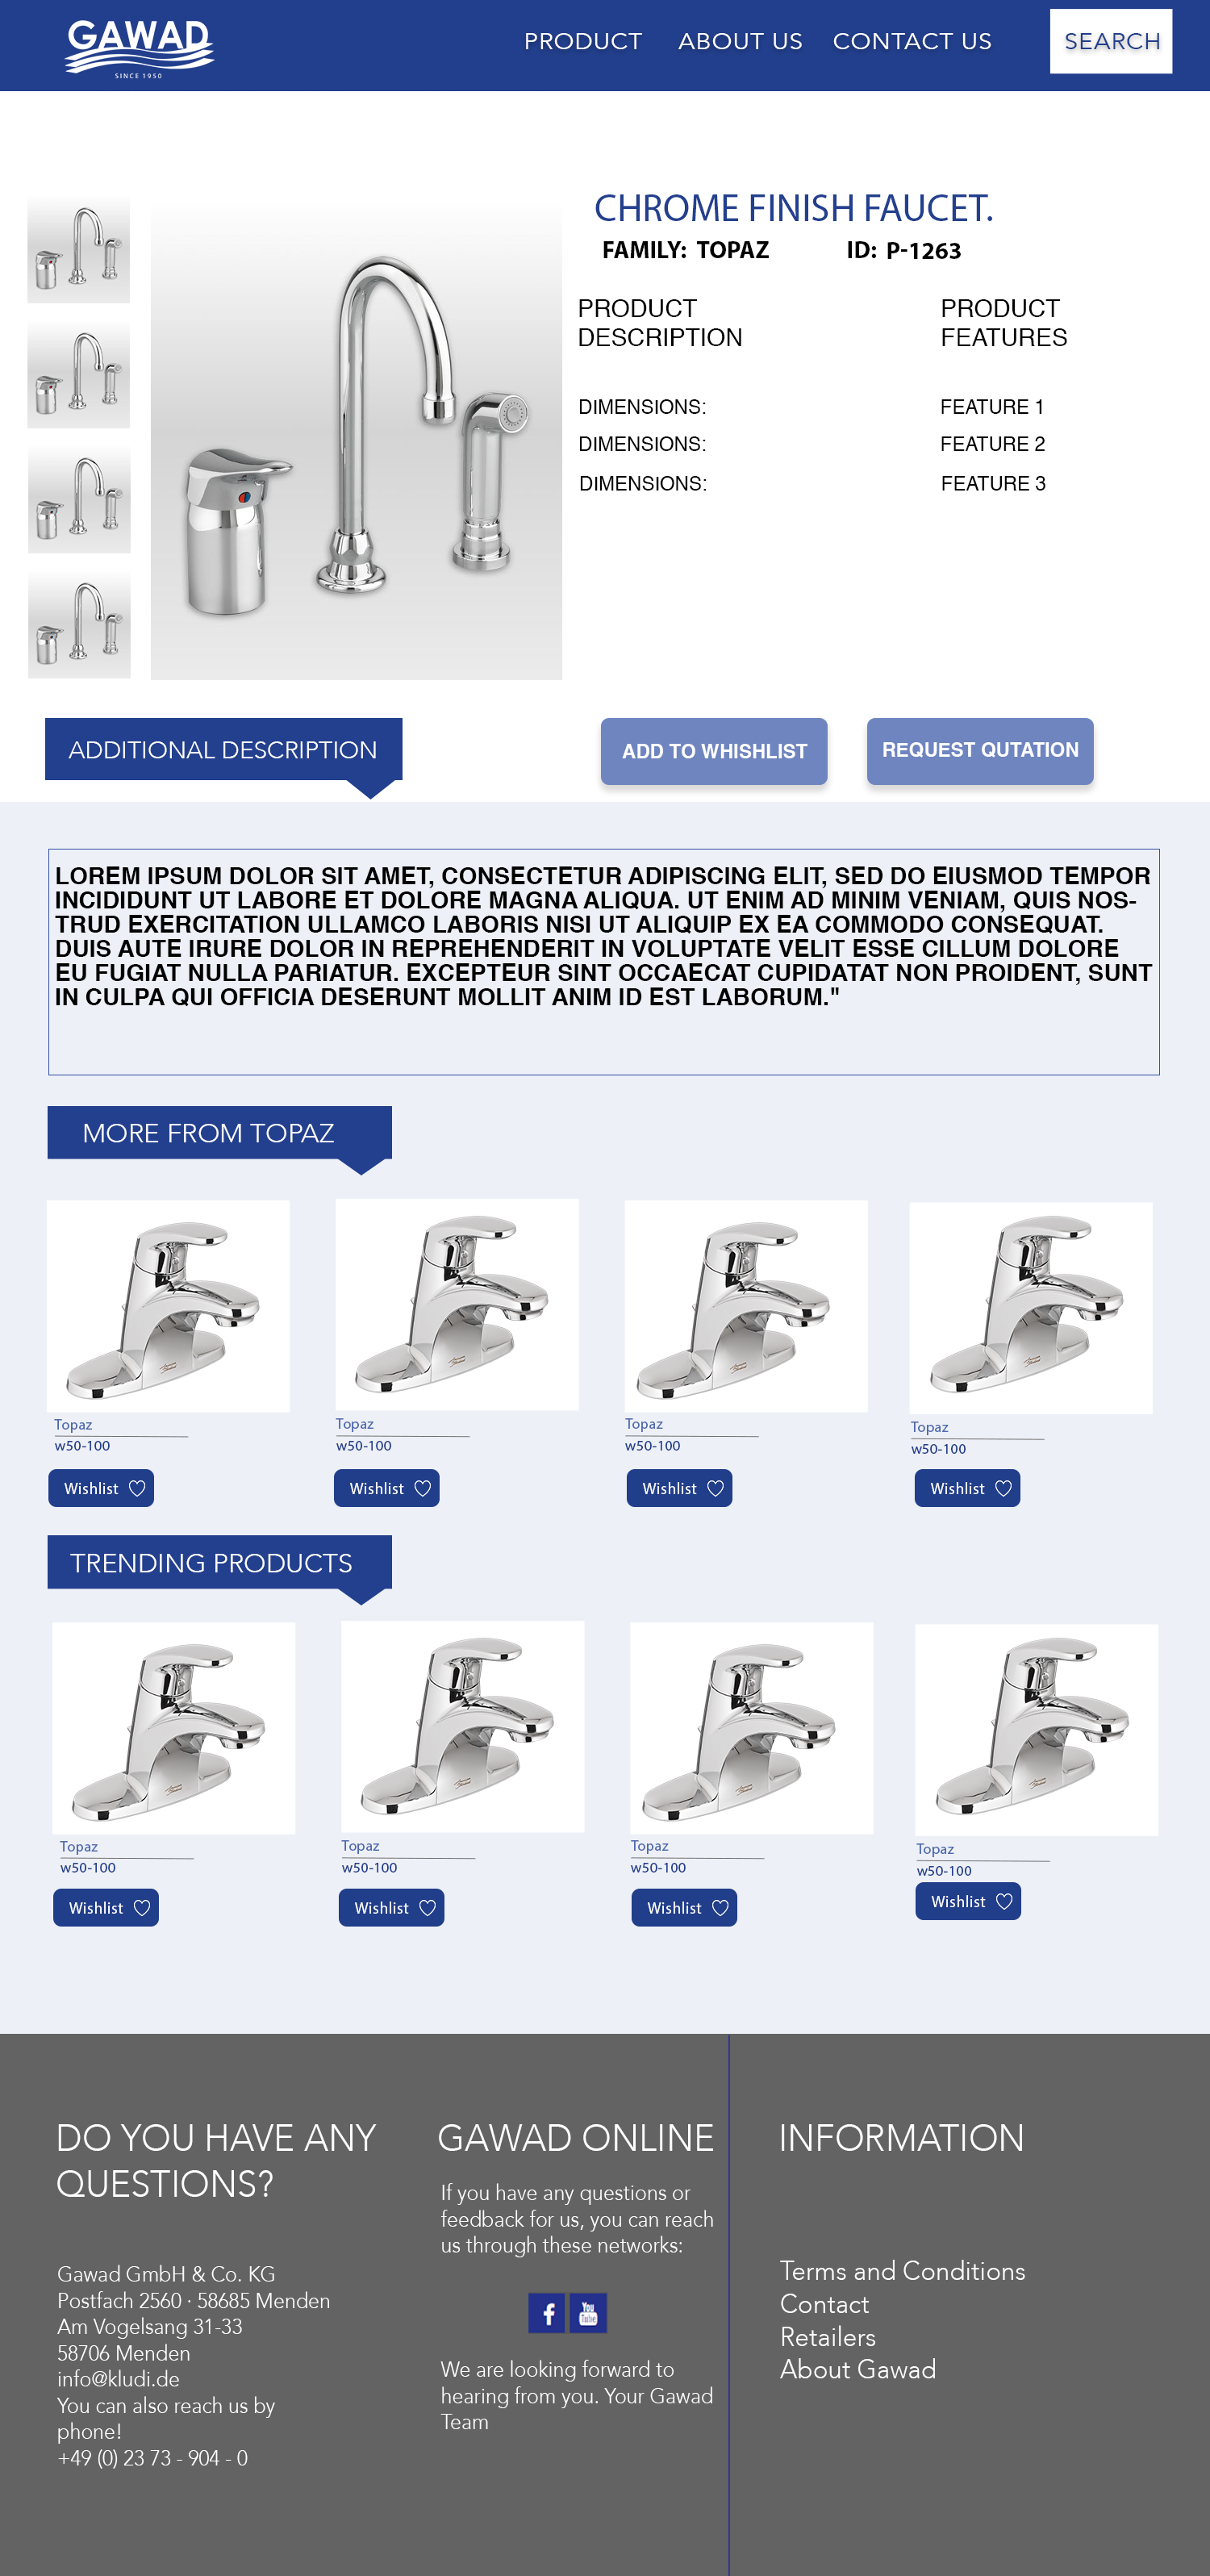 GAWAD
SINCE 1950
PRODUCT ABOUT US CONTACT US SEARCH
CHROME FINISH FAUCET.
FAMILY: TOPAZ ID: P-1263
PRODUCT
DESCRIPTION
PRODUCT
FEATURES
DIMENSIONS: FEATURE 1
DIMENSIONS: FEATURE 2
DIMENSIONS: FEATURE 3
ADDITIONAL DESCRIPTION
ADD TO WHISHLIST REQUEST QUTATION
LOREM IPSUM DOLOR SIT AMET, CONSECTETUR ADIPISCING ELIT, SED DO EIUSMOD TEMPOR
INCIDIDUNT UT LABORE ET DOLORE MAGNA ALIQUA. UT ENIM AD MINIM VENIAM, QUIS NOS-
TRUD EXERCITATION ULLAMCO LABORIS NISI UT ALIQUIP EX EA COMMODO CONSEQUAT.
DUIS AUTE IRURE DOLOR IN REPREHENDERIT IN VOLUPTATE VELIT ESSE CILLUM DOLORE
EU FUGIAT NULLA PARIATUR. EXCEPTEUR SINT OCCAECAT CUPIDATAT NON PROIDENT, SUNT
IN CULPA QUI OFFICIA DESERUNT MOLLIT ANIM ID EST LABORUM."
MORE FROM TOPAZ
Topaz Topaz Topaz Topaz
w50-100 w50-100 w50-100 w50-100
Wishlist Wishlist Wishlist Wishlist
TRENDING PRODUCTS
Topaz Topaz Topaz Topaz
w50-100 w50-100 w50-100 w50-100
Wishlist Wishlist Wishlist Wishlist
DO YOU HAVE ANY
QUESTIONS?
Gawad GmbH & Co. KG
Postfach 2560 · 58685 Menden
Am Vogelsang 31-33
58706 Menden
info@kludi.de
You can also reach us by
phone!
+49 (0) 23 73 - 904 - 0
GAWAD ONLINE
If you have any questions or
feedback for us, you can reach
us through these networks:
f You Tube
We are looking forward to
hearing from you. Your Gawad
Team
INFORMATION
Terms and Conditions
Contact
Retailers
About Gawad